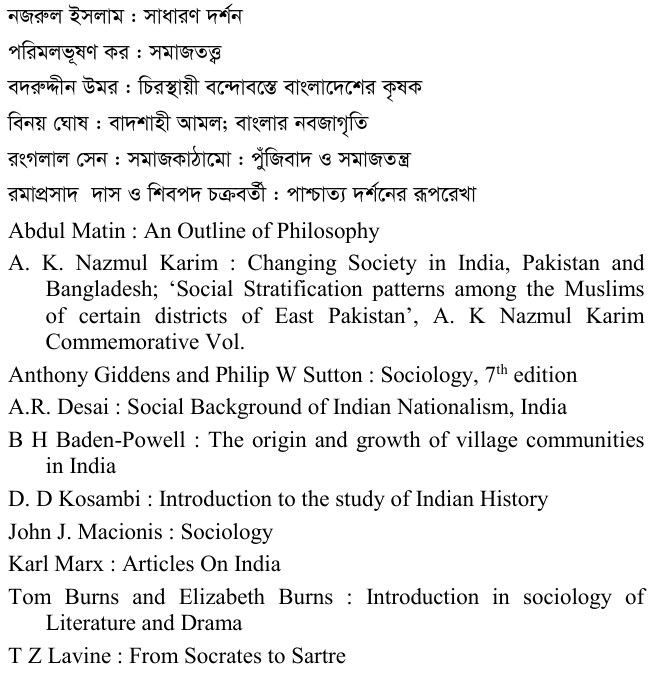 নজরুল ইসলাম : সাধারণ দর্শন
পরিমলভূষণ কর : সমাজতত্ত্ব
বদরুদ্দীন উমর : চিরস্থায়ী বন্দোবস্তে বাংলাদেশের কৃষক
বিনয় ঘোষ : বাদশাহী আমল; বাংলার নবজাগৃতি
রংগলাল সেন : সমাজকাঠামো : পুঁজিবাদ ও সমাজতন্ত্র
রমাপ্রসাদ দাস ও শিবপদ চক্রবর্তী : পাশ্চাত্য দর্শনের রূপরেখা
Abdul Matin : An Outline of Philosophy
A. K. Nazmul Karim : Changing Society in India, Pakistan and
Bangladesh; ‘Social Stratification patterns among the Muslims
of certain districts of East Pakistan’, A. K Nazmul Karim
Commemorative Vol.
Anthony Giddens and Philip W Sutton : Sociology, 7th edition
A.R. Desai : Social Background of Indian Nationalism, India
B H Baden-Powell : The origin and growth of village communities
in India
D. D Kosambi : Introduction to the study of Indian History
John J. Macionis : Sociology
Karl Marx : Articles On India
Tom Burns and Elizabeth Burns : Introduction in sociology of
Literature and Drama
T Z Lavine : From Socrates to Sartre